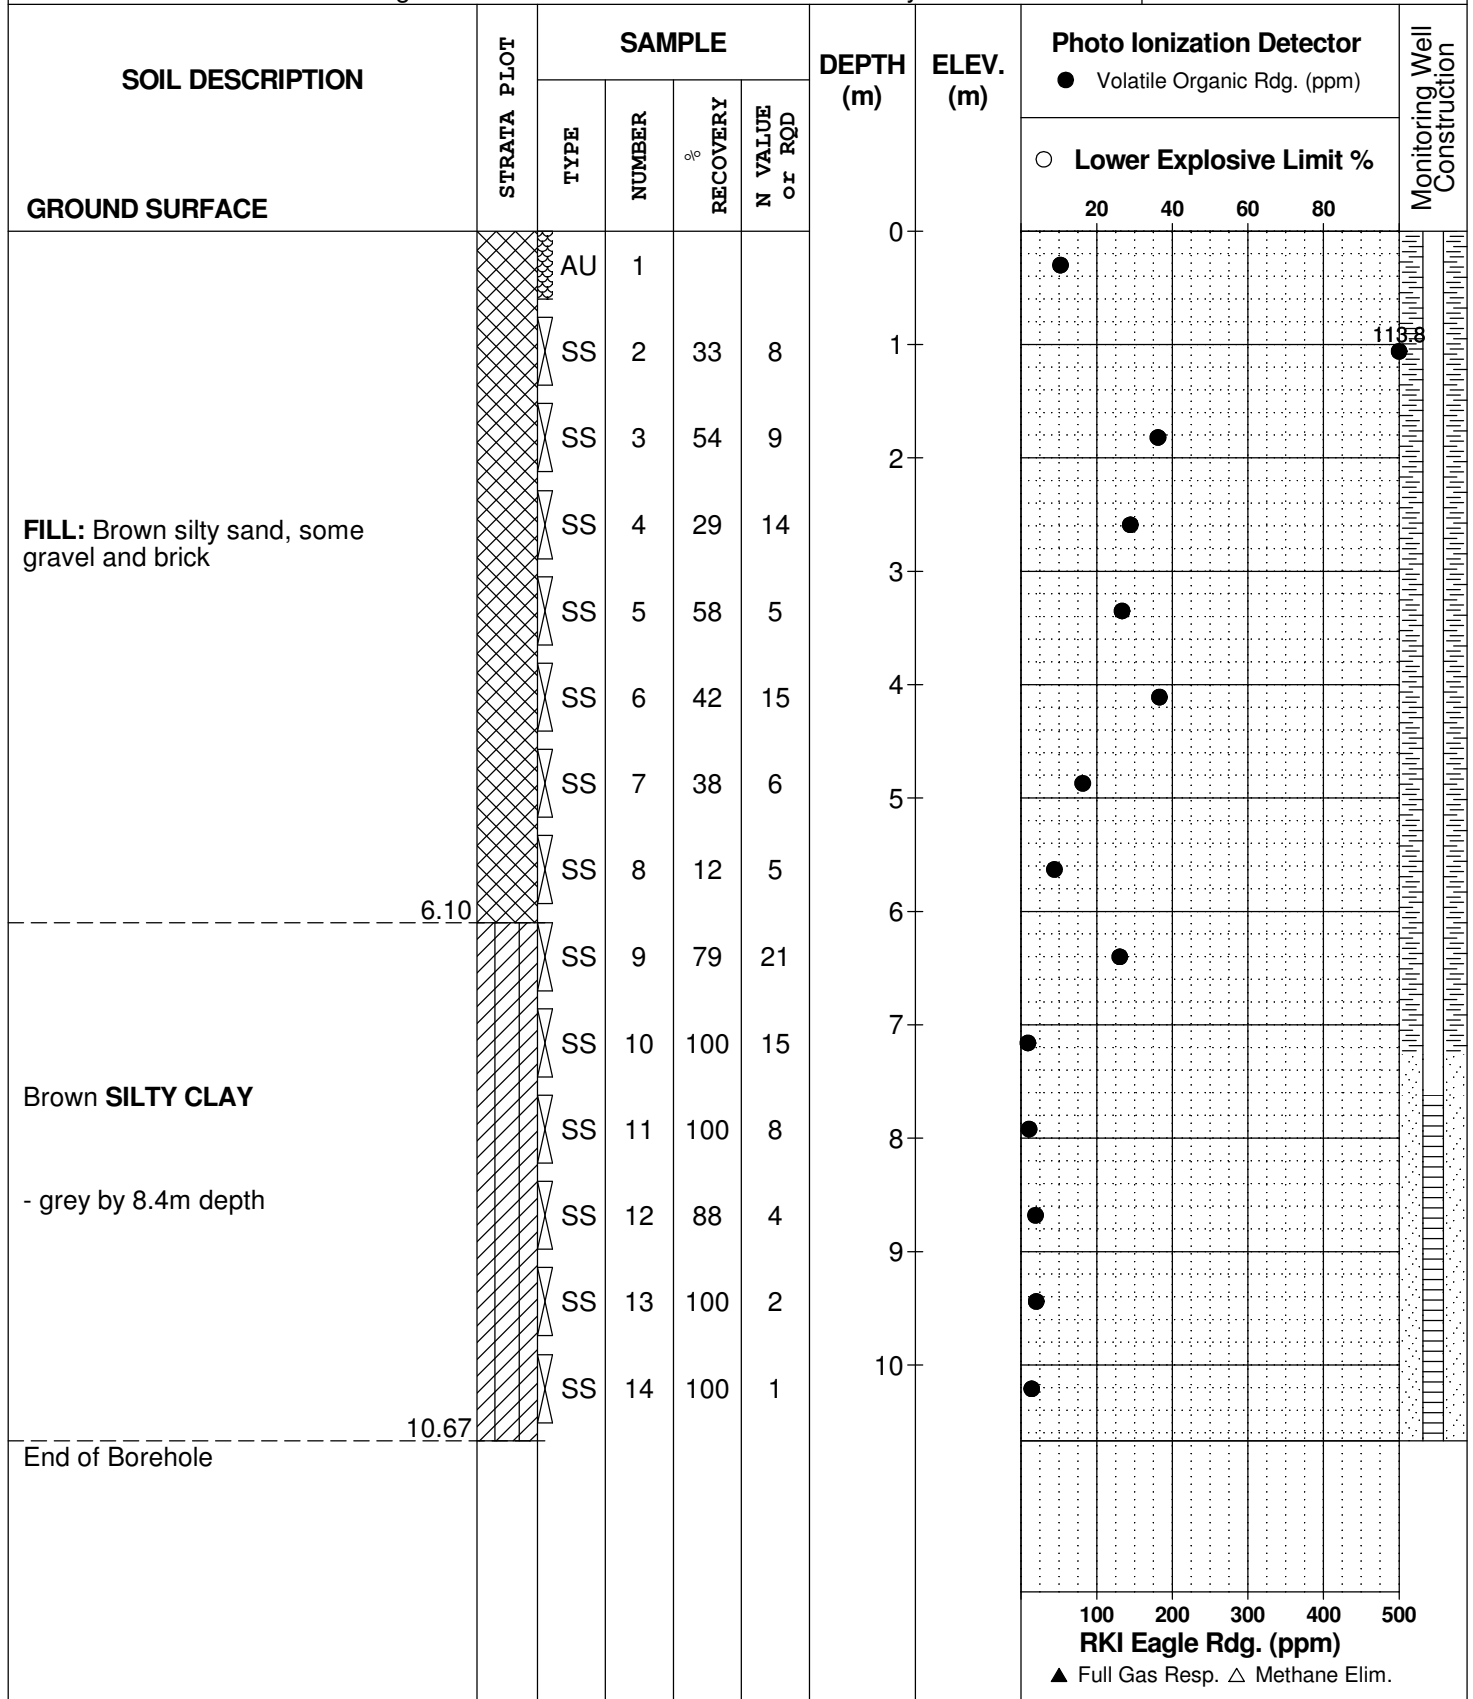 SOIL DESCRIPTION
GROUND SURFACE
STRATA PLOT
SAMPLE
TYPE
NUMBER
%
RECOVERY
N VALUE
or RQD
DEPTH
(m)
ELEV.
(m)
Photo Ionization Detector
● Volatile Organic Rdg. (ppm)
○ Lower Explosive Limit %
20 40 60 80
Monitoring Well
Construction
0
AU 1
113.8
1
SS 2 33 8
SS 3 54 9
2
FILL: Brown silty sand, some
gravel and brick
SS 4 29 14
3
SS 5 58 5
4
SS 6 42 15
SS 7 38 6
5
SS 8 12 5
6.10
6
SS 9 79 21
7
SS 10 100 15
Brown SILTY CLAY
SS 11 100 8
8
- grey by 8.4m depth
SS 12 88 4
9
SS 13 100 2
10
SS 14 100 1
10.67
End of Borehole
100 200 300 400 500
RKI Eagle Rdg. (ppm)
▲ Full Gas Resp. △ Methane Elim.